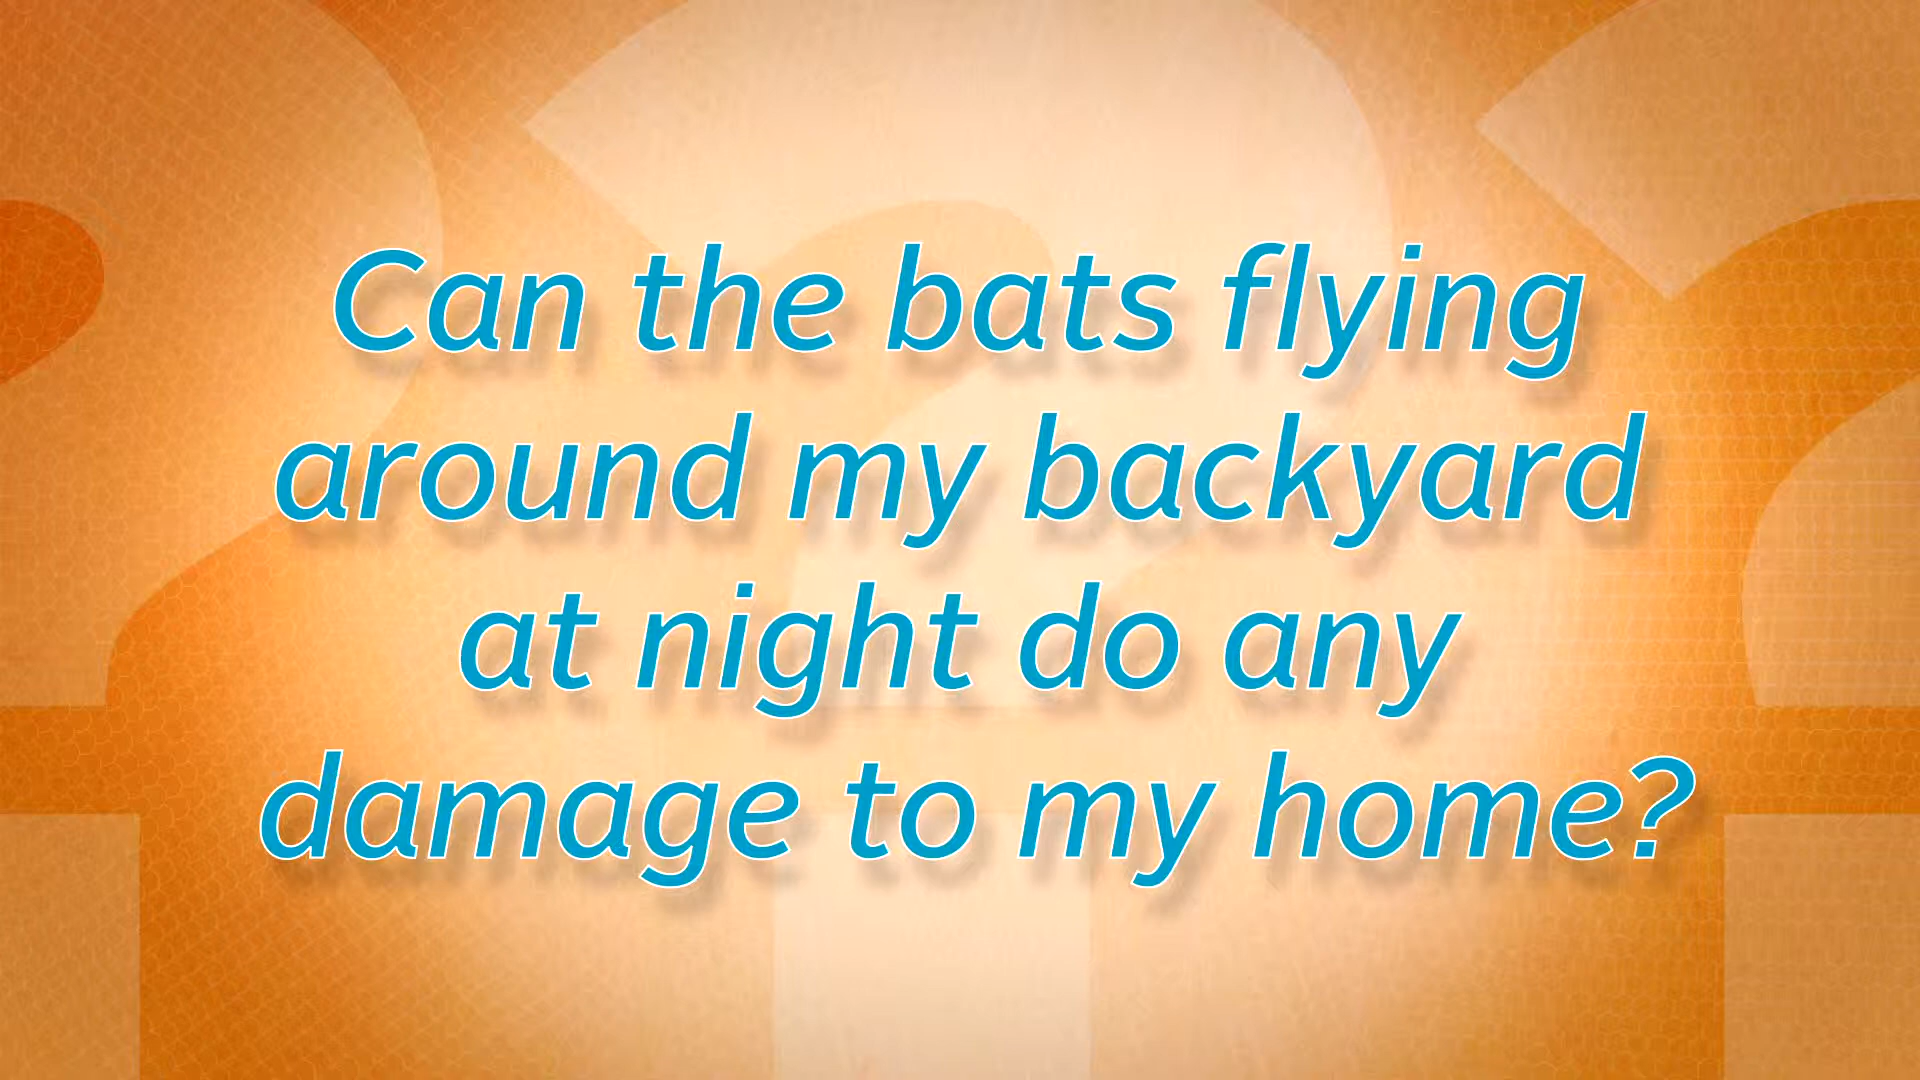 Can the bats flying
around my backyard
at night do any
damage to my home?